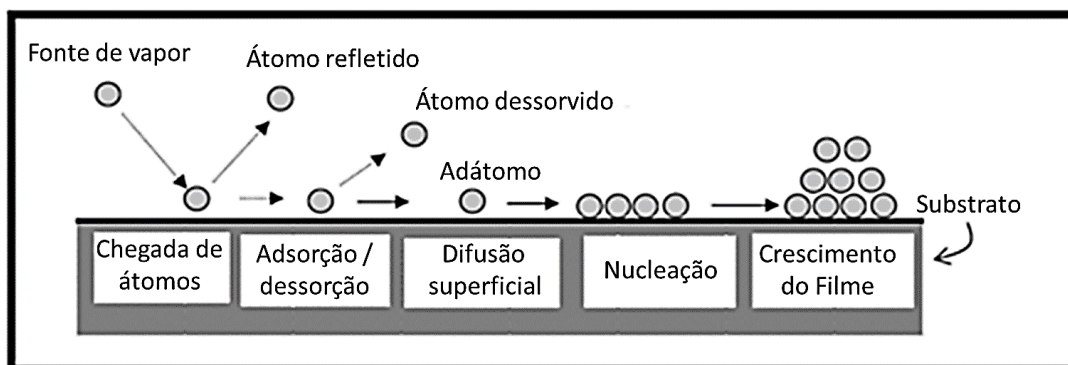 Fonte de vapor
Átomo refletido
Átomo dessorvido
Adátomo
Substrato
Chegada de
átomos
Adsorção /
dessorção
Difusão
superficial
Nucleação
Crescimento
do Filme